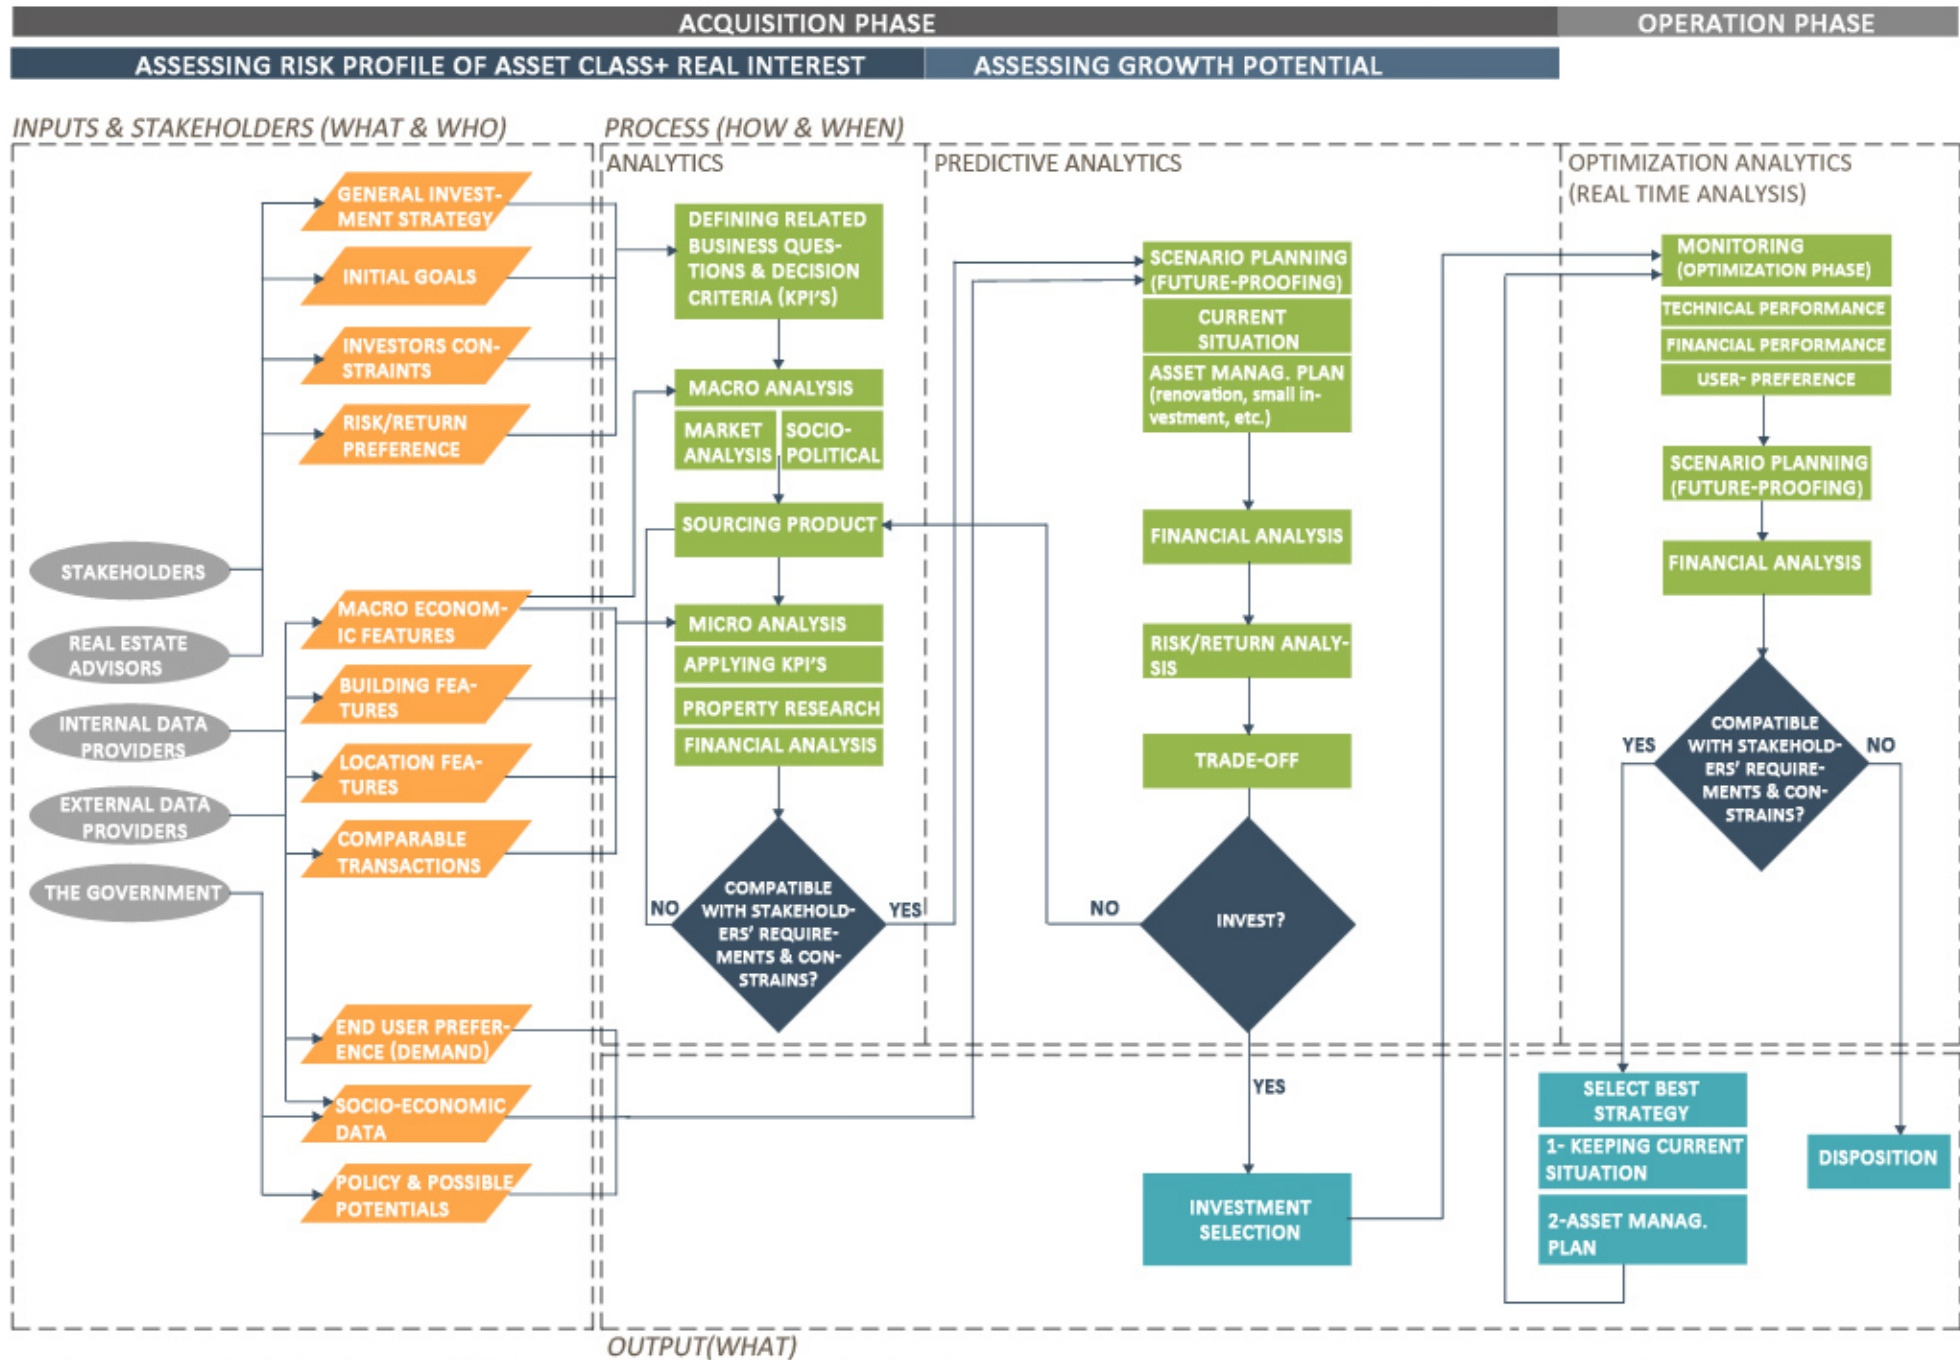 ACQUISITION PHASE
OPERATION PHASE
ASSESSING RISK PROFILE OF ASSET CLASS+ REAL INTEREST
ASSESSING GROWTH POTENTIAL
INPUTS & STAKEHOLDERS (WHAT & WHO)
PROCESS (HOW & WHEN)
STAKEHOLDERS
REAL ESTATE
ADVISORS
INTERNAL DATA
PROVIDERS
EXTERNAL DATA
PROVIDERS
THE GOVERNMENT
GENERAL INVEST-
MENT STRATEGY
INITIAL GOALS
INVESTORS CON-
STRAINTS
RISK/RETURN
PREFERENCE
MACRO ECONOM-
IC FEATURES
BUILDING FEA-
TURES
LOCATION FEA-
TURES
COMPARABLE
TRANSACTIONS
END USER PREFER-
ENCE (DEMAND)
SOCIO-ECONOMIC
DATA
POLICY & POSSIBLE
POTENTIALS
ANALYTICS
DEFINING RELATED
BUSINESS QUES-
TIONS & DECISION
CRITERIA (KPI'S)
MACRO ANALYSIS
MARKET
ANALYSIS
SOCIO-
POLITICAL
SOURCING PRODUCT
MICRO ANALYSIS
APPLYING KPI'S
PROPERTY RESEARCH
FINANCIAL ANALYSIS
COMPATIBLE
WITH STAKEHOLD-
ERS' REQUIRE-
MENTS & CON-
STRAINS?
NO
YES
PREDICTIVE ANALYTICS
SCENARIO PLANNING
(FUTURE-PROOFING)
CURRENT
SITUATION
ASSET MANAG. PLAN
(renovation, small in-
vestment, etc.)
FINANCIAL ANALYSIS
RISK/RETURN ANALY-
SIS
TRADE-OFF
INVEST?
NO
YES
INVESTMENT
SELECTION
OPTIMIZATION ANALYTICS
(REAL TIME ANALYSIS)
MONITORING
(OPTIMIZATION PHASE)
TECHNICAL PERFORMANCE
FINANCIAL PERFORMANCE
USER- PREFERENCE
SCENARIO PLANNING
(FUTURE-PROOFING)
FINANCIAL ANALYSIS
COMPATIBLE
WITH STAKEHOLD-
ERS' REQUIRE-
MENTS & CON-
STRAINS?
YES
NO
SELECT BEST
STRATEGY
1- KEEPING CURRENT
SITUATION
2-ASSET MANAG.
PLAN
DISPOSITION
OUTPUT(WHAT)